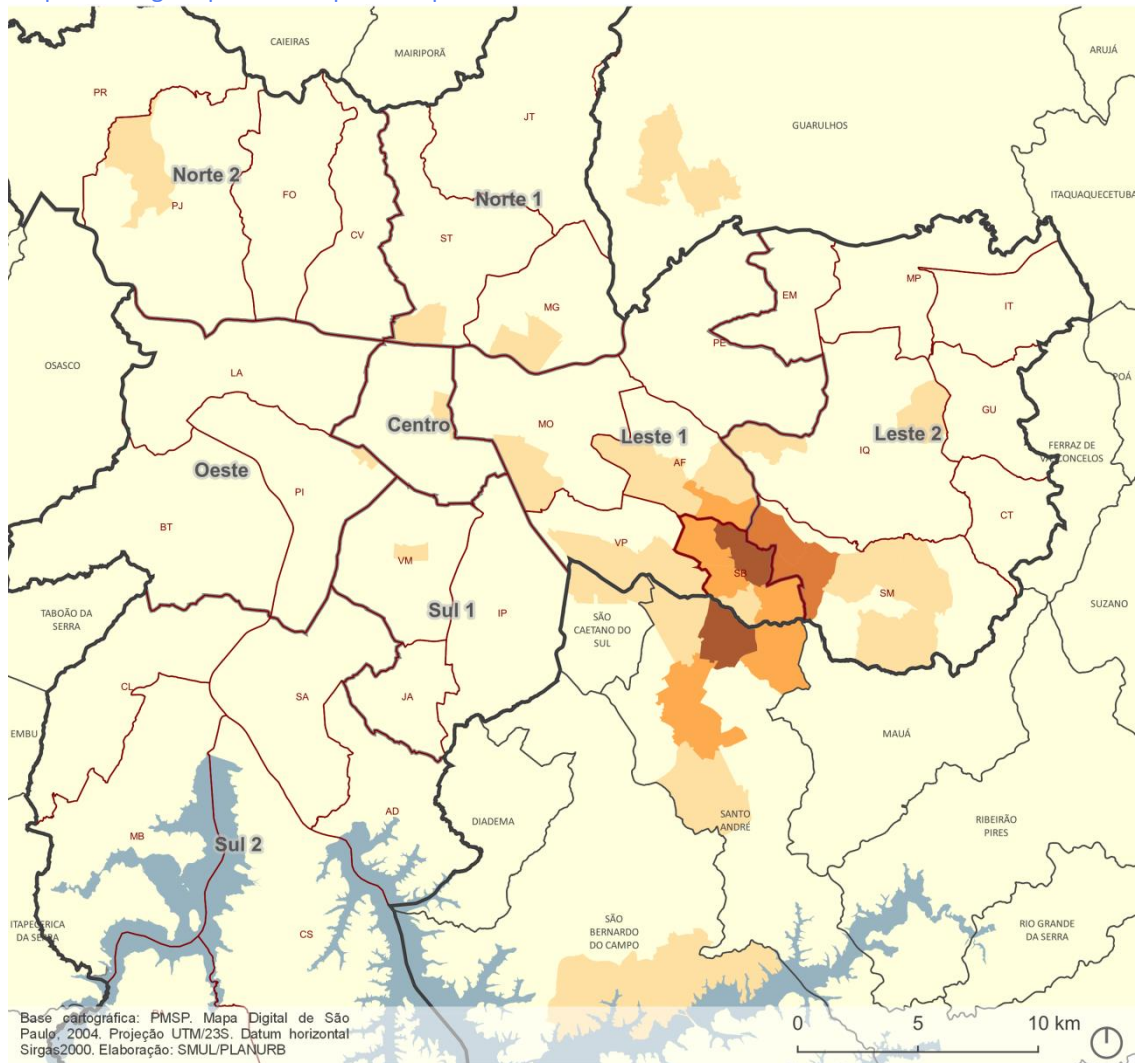 CAIEIRAS
MAIRIPORÃ
ARUJÁ
PR
JT
GUARULHOS
Norte 2
FO
Norte 1
ITAQUAQUECETUBA
PJ
CV
ST
MG
EM
MP
IT
OSASCO
LA
PE
POÁ
Centro
MO
Leste 1
Leste 2
GU
FERRAZ DE
VASCONCELOS
Oeste
AF
IQ
PI
CT
BT
VM
VP
SB
SM
TABOÃO DA
SERRA
Sul 1
IP
SÃO
CAETANO DO
SUL
SUZANO
CL
SA
JA
EMBU
MAUÁ
AD
DIADEMA
SANTO
ANDRÉ
RIBEIRÃO
PIRES
MB
Sul 2
ITAPECERICA
DA SERRA
CS
SÃO
BERNARDO
DO CAMPO
RIO GRANDE
DA SERRA
Base cartográfica: PMSP. Mapa Digital de São
Paulo, 2004. Projeção UTM/23S. Datum horizontal
Sirgas2000. Elaboração: SMUL/PLANURB
0 5 10 km